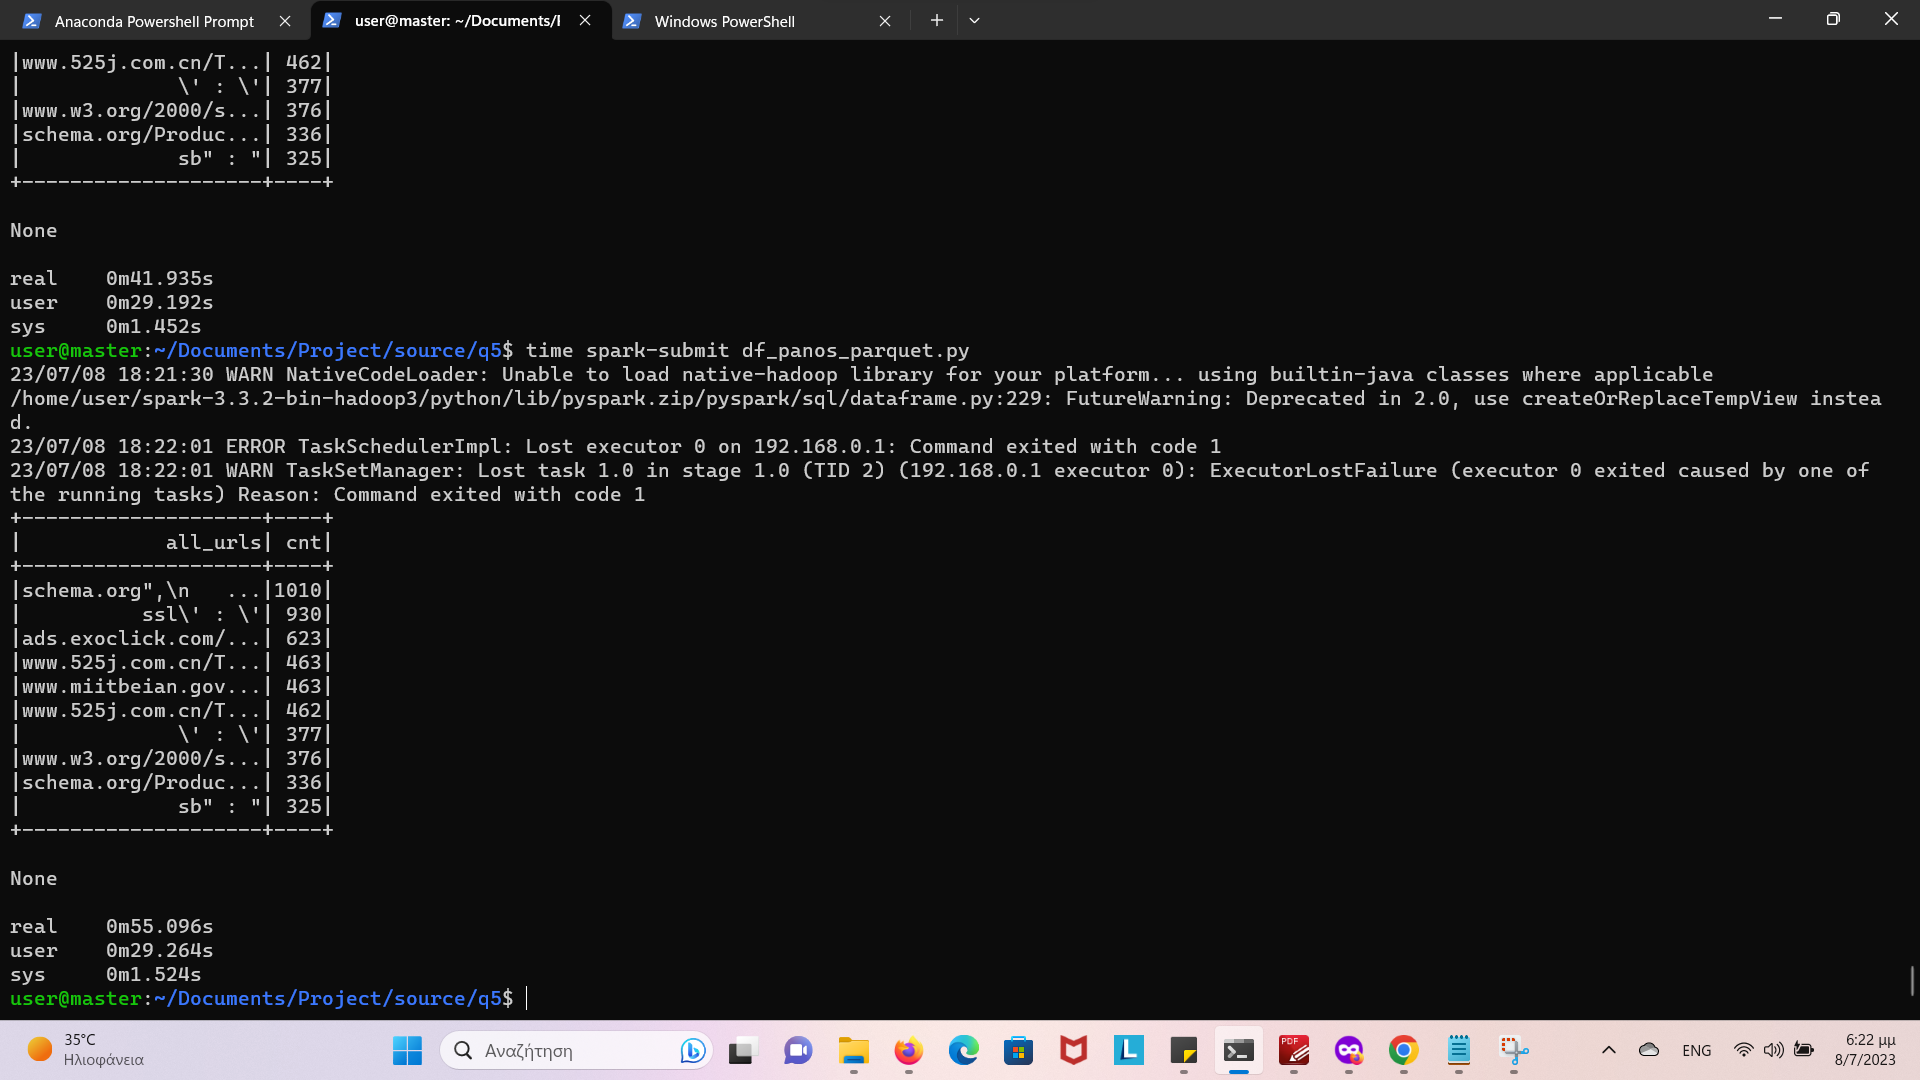 Anaconda Powershell Prompt
user@master: ~/Documents/I
Windows PowerShell
|www.525j.com.cn/T...| 462|
|             \' : \'| 377|
|www.w3.org/2000/s...| 376|
|schema.org/Produc...| 336|
|             sb" : "| 325|
+--------------------+----+
None
real    0m41.935s
user    0m29.192s
sys     0m1.452s
user@master:~/Documents/Project/source/q5$ time spark-submit df_panos_parquet.py
23/07/08 18:21:30 WARN NativeCodeLoader: Unable to load native-hadoop library for your platform... using builtin-java classes where applicable
/home/user/spark-3.3.2-bin-hadoop3/python/lib/pyspark.zip/pyspark/sql/dataframe.py:229: FutureWarning: Deprecated in 2.0, use createOrReplaceTempView instea
d.
23/07/08 18:22:01 ERROR TaskSchedulerImpl: Lost executor 0 on 192.168.0.1: Command exited with code 1
23/07/08 18:22:01 WARN TaskSetManager: Lost task 1.0 in stage 1.0 (TID 2) (192.168.0.1 executor 0): ExecutorLostFailure (executor 0 exited caused by one of
the running tasks) Reason: Command exited with code 1
+--------------------+----+
|            all_urls| cnt|
+--------------------+----+
|schema.org",\n   ...|1010|
|          ssl\' : \'| 930|
|ads.exoclick.com/...| 623|
|www.525j.com.cn/T...| 463|
|www.miitbeian.gov...| 463|
|www.525j.com.cn/T...| 462|
|             \' : \'| 377|
|www.w3.org/2000/s...| 376|
|schema.org/Produc...| 336|
|             sb" : "| 325|
+--------------------+----+
None
real    0m55.096s
user    0m29.264s
sys     0m1.524s
user@master:~/Documents/Project/source/q5$
35°C
Ηλιοφάνεια
Αναζήτηση
L
PDF
ENG
6:22 μμ
8/7/2023